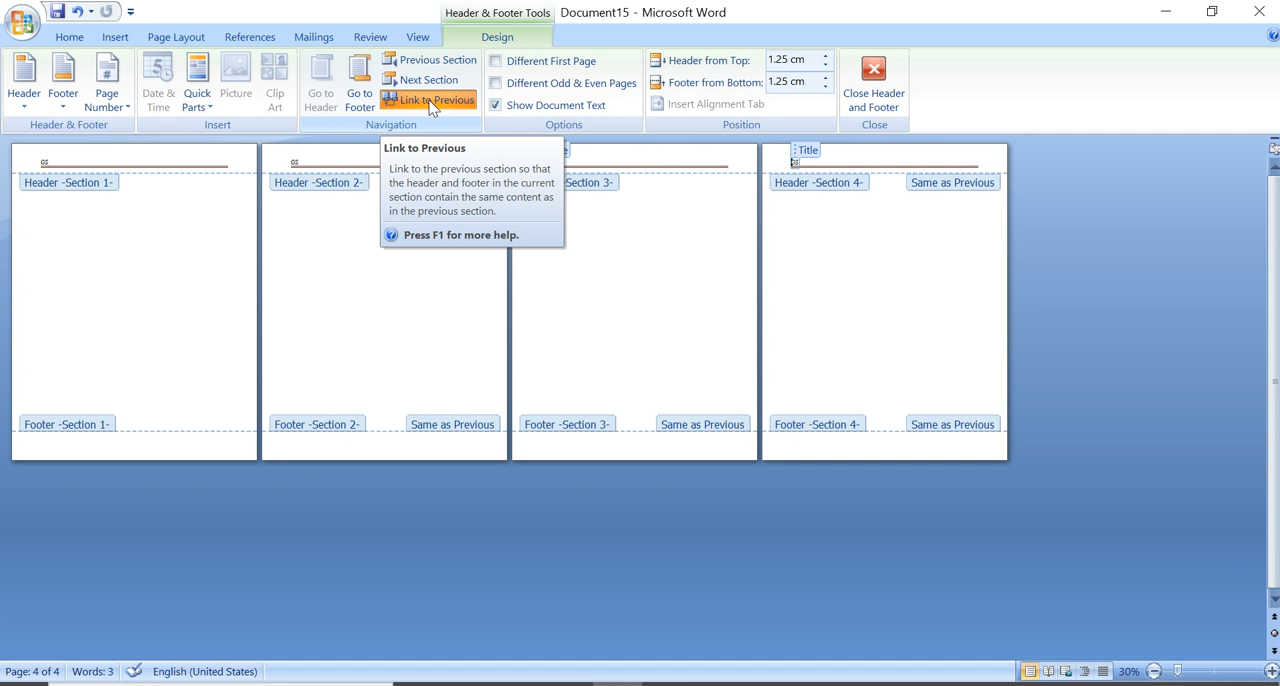 Header & Footer Tools Document15 - Microsoft Word
Home Insert Page Layout References Mailings Review View Design
Header
Footer
Page
Number
Header & Footer
Date &
Time
Quick
Parts
Picture
Clip
Art
Insert
Go to
Header
Go to
Footer
Previous Section
Next Section
Link to Previous
Navigation
Different First Page
Different Odd & Even Pages
Show Document Text
Options
Header from Top: 1.25 cm
Footer from Bottom: 1.25 cm
Insert Alignment Tab
Position
Close Header
and Footer
Close
Link to Previous
Link to the previous section so that
the header and footer in the current
section contain the same content as
in the previous section.
Press F1 for more help.
Title
Header -Section 1- Header -Section 2- Section 3- Header -Section 4- Same as Previous
Footer -Section 1- Footer -Section 2- Same as Previous Footer -Section 3- Same as Previous Footer -Section 4- Same as Previous
Page: 4 of 4 Words: 3 English (United States) 30%